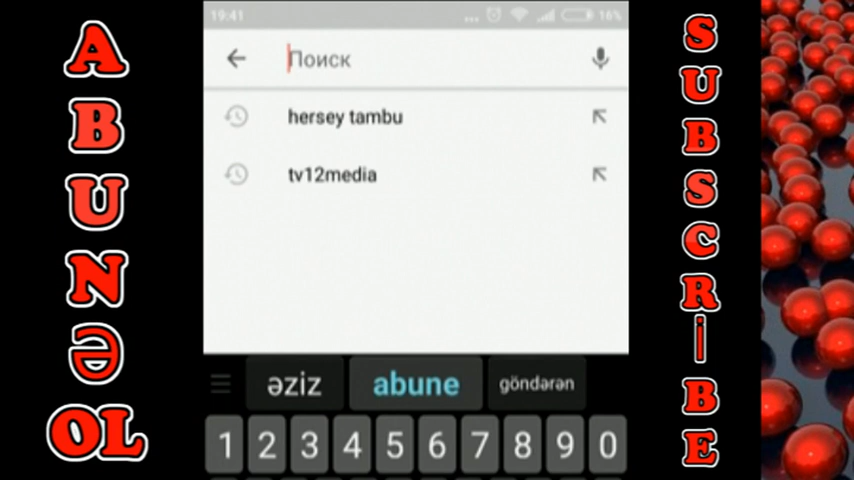 ABUNƏ OL
19:41
... 16%
Поиск
hersey tambu
tv12media
əziz abune göndərən
1 2 3 4 5 6 7 8 9 0
SUBSCRİBE